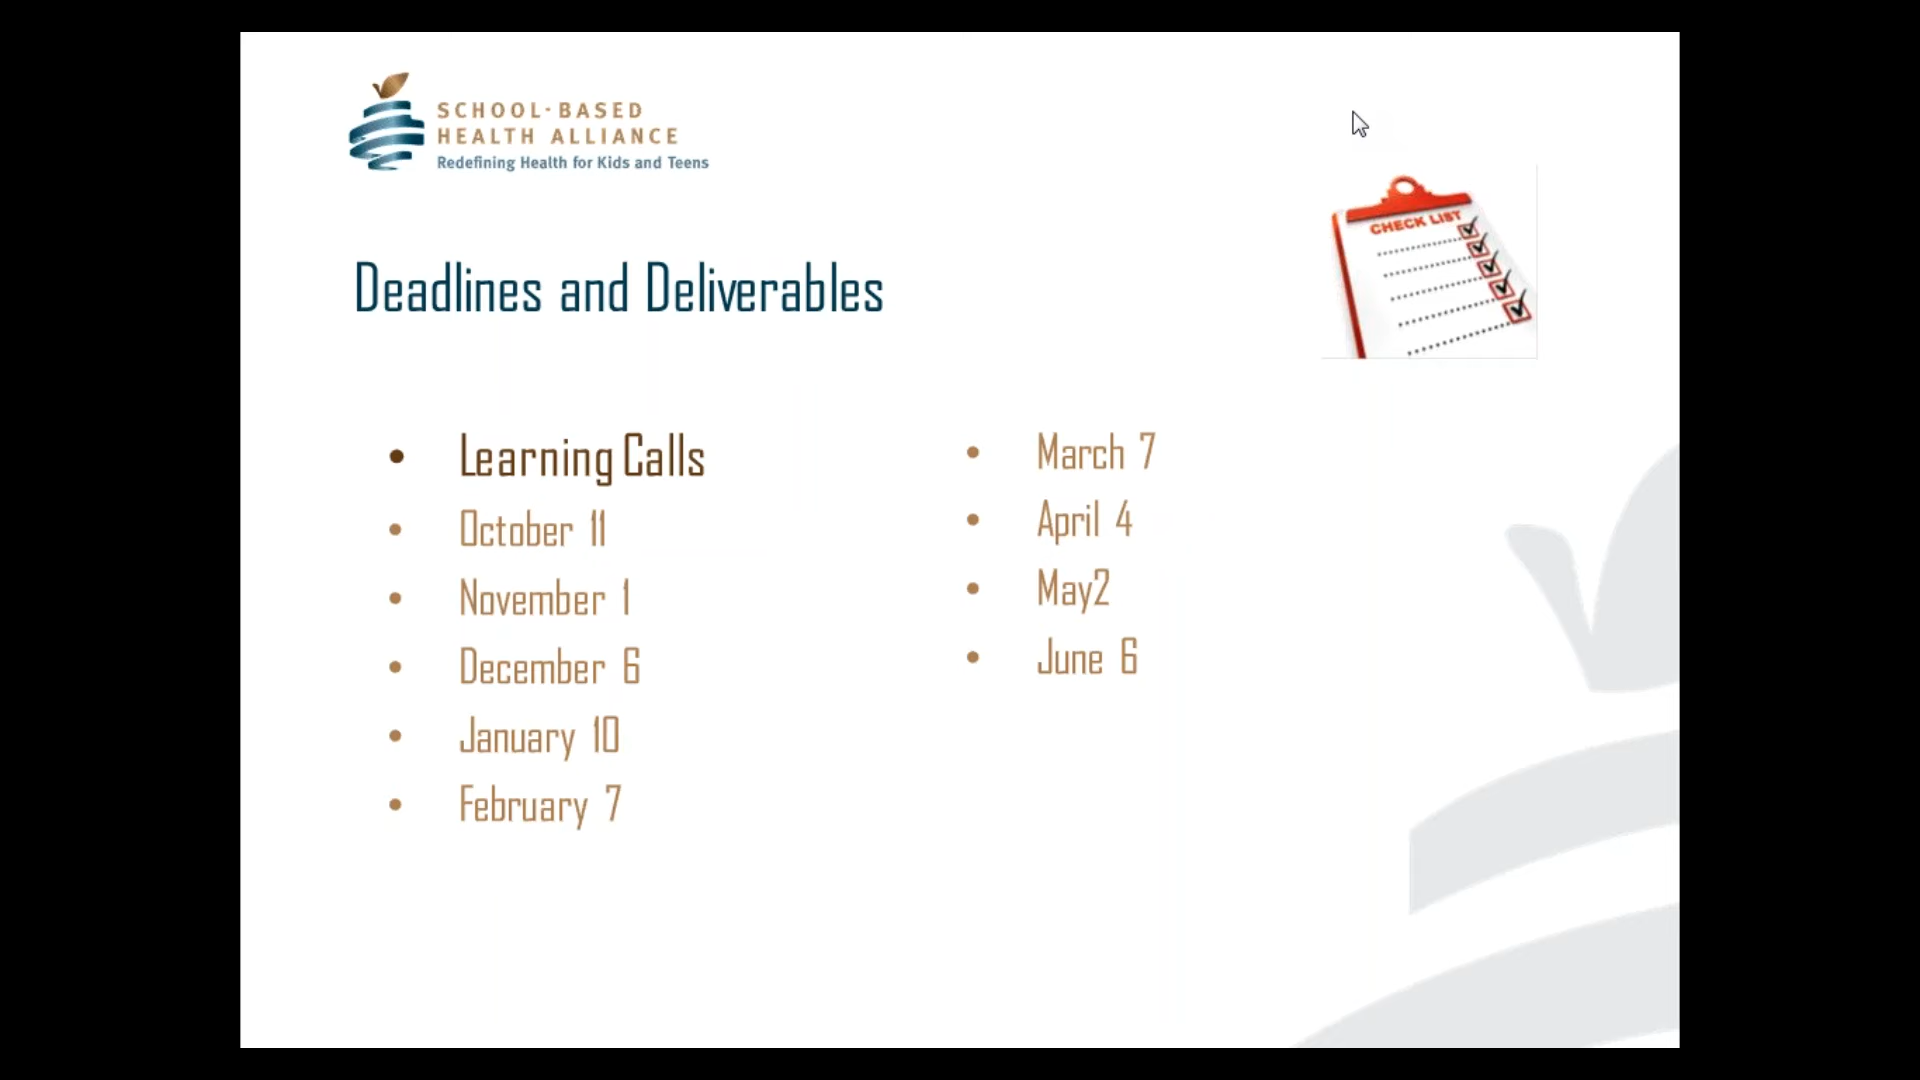 SCHOOL-BASED
HEALTH ALLIANCE
Redefining Health for Kids and Teens
CHECK LIST
Deadlines and Deliverables
• Learning Calls
• October 11
• November 1
• December 6
• January 10
• February 7
• March 7
• April 4
• May2
• June 6